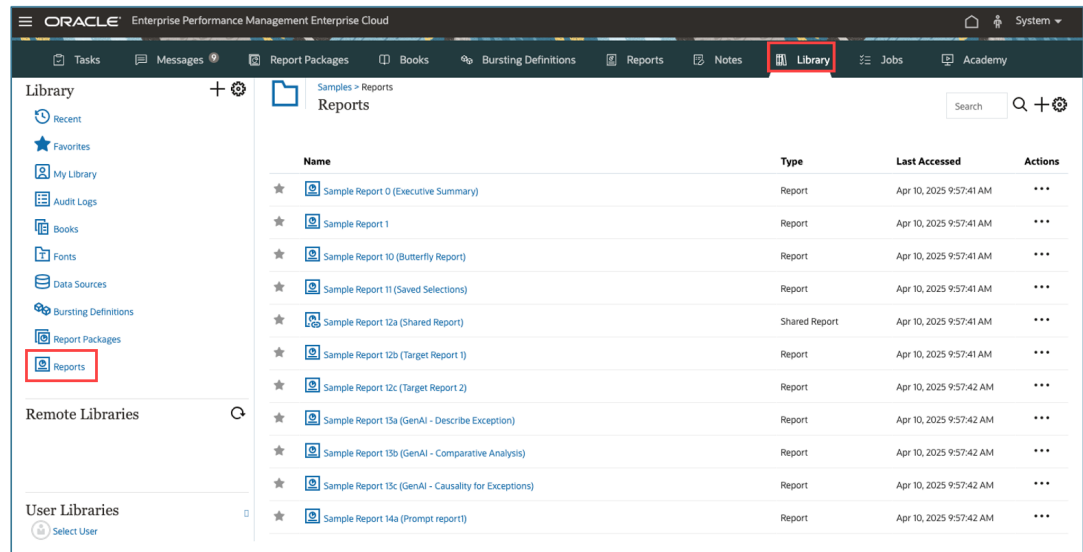 ORACLE Enterprise Performance Management Enterprise Cloud System
Tasks Messages 9 Report Packages Books Bursting Definitions Reports Notes Library Jobs Academy
Library
Recent
Favorites
My Library
Audit Logs
Books
Fonts
Data Sources
Bursting Definitions
Report Packages
Reports
Remote Libraries
User Libraries
Select User
Samples > Reports
Reports
Search
Name Type Last Accessed Actions
Sample Report 0 (Executive Summary) Report Apr 10, 2025 9:57:41 AM
Sample Report 1 Report Apr 10, 2025 9:57:41 AM
Sample Report 10 (Butterfly Report) Report Apr 10, 2025 9:57:41 AM
Sample Report 11 (Saved Selections) Report Apr 10, 2025 9:57:41 AM
Sample Report 12a (Shared Report) Shared Report Apr 10, 2025 9:57:41 AM
Sample Report 12b (Target Report 1) Report Apr 10, 2025 9:57:41 AM
Sample Report 12c (Target Report 2) Report Apr 10, 2025 9:57:42 AM
Sample Report 13a (GenAI - Describe Exception) Report Apr 10, 2025 9:57:42 AM
Sample Report 13b (GenAI - Comparative Analysis) Report Apr 10, 2025 9:57:42 AM
Sample Report 13c (GenAI - Causality for Exceptions) Report Apr 10, 2025 9:57:42 AM
Sample Report 14a (Prompt report1) Report Apr 10, 2025 9:57:42 AM